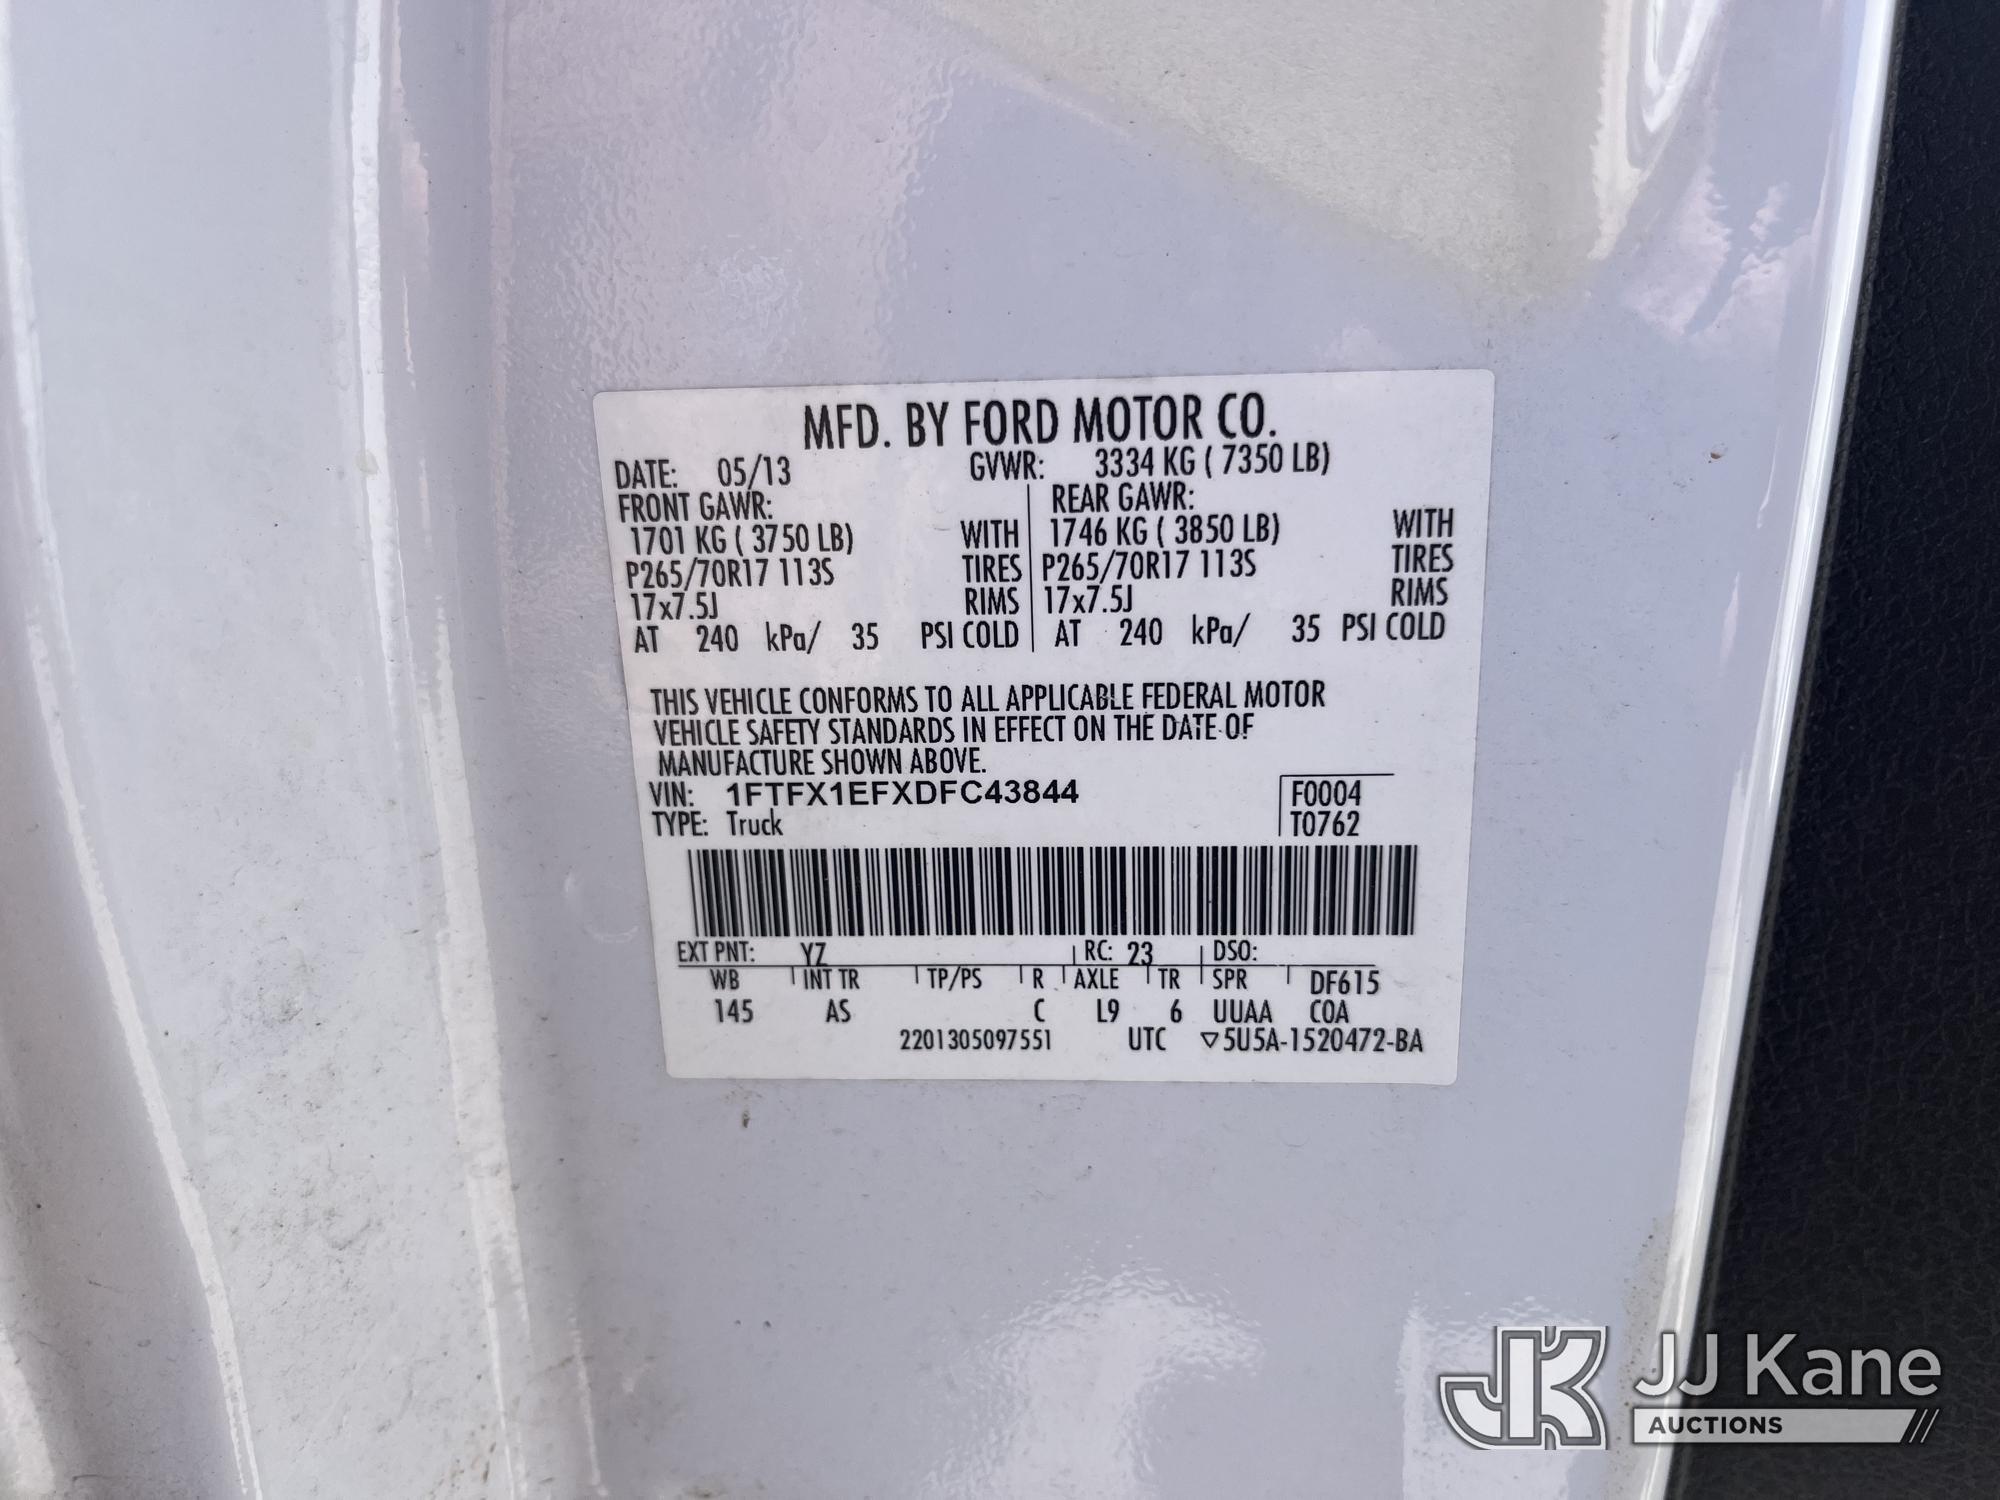 MFD. BY FORD MOTOR CO.
DATE: 05/13 GVWR: 3334 KG ( 7350 LB)
FRONT GAWR: REAR GAWR:
1701 KG ( 3750 LB) WITH 1746 KG ( 3850 LB) WITH
P265/70R17 113S TIRES P265/70R17 113S TIRES
17x7.5J RIMS 17x7.5J RIMS
AT 240 kPa/ 35 PSI COLD AT 240 kPa/ 35 PSI COLD
THIS VEHICLE CONFORMS TO ALL APPLICABLE FEDERAL MOTOR
VEHICLE SAFETY STANDARDS IN EFFECT ON THE DATE OF
MANUFACTURE SHOWN ABOVE.
VIN: 1FTFX1EFXDFC43844 F0004
TYPE: Truck T0762
EXT PNT: YZ RC: 23 DSO:
WB INT TR TP/PS R AXLE TR SPR DF615
145 AS C L9 6 UUAA COA
2201305097551 UTC ▽5U5A-1520472-BA
JK JJ Kane
AUCTIONS